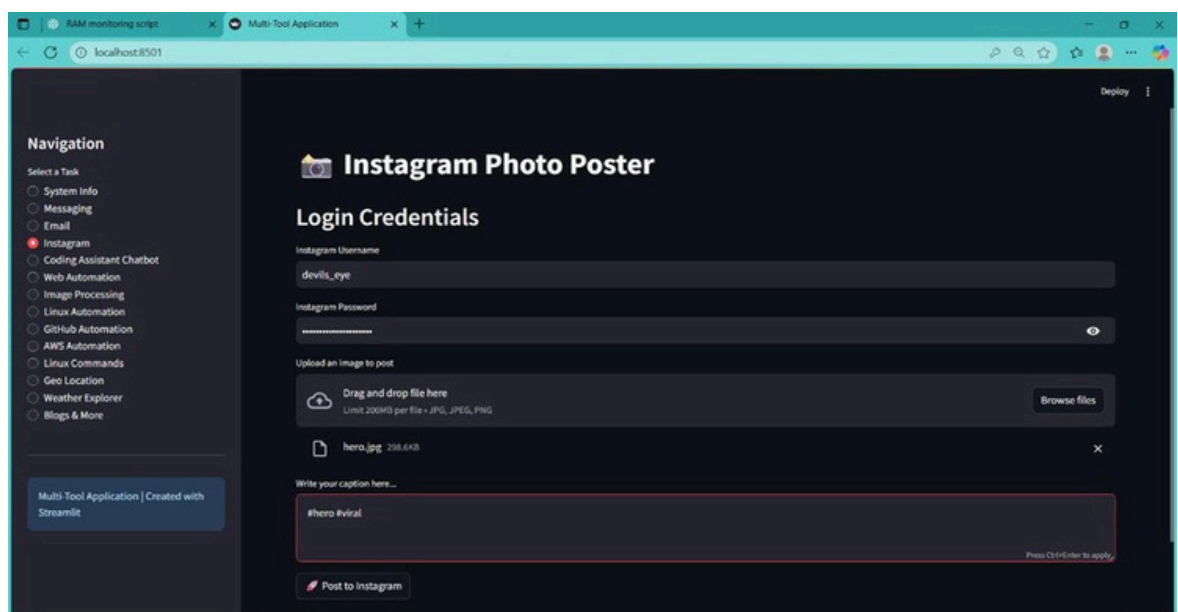 RAM monitoring script
Multi-Tool Application
localhost:8501
Deploy
Navigation
Select a Task
System Info
Messaging
Email
Instagram
Coding Assistant Chatbot
Web Automation
Image Processing
Linux Automation
GitHub Automation
AWS Automation
Linux Commands
Geo Location
Weather Explorer
Blogs & More
Multi-Tool Application | Created with
Streamlit
Instagram Photo Poster
Login Credentials
Instagram Username
devils_eye
Instagram Password
Upload an image to post
Drag and drop file here
Limit 200MB per file • JPG, JPEG, PNG
Browse files
hero.jpg 298.6KB
Write your caption here...
#hero #viral
Press Ctrl+Enter to apply
Post to Instagram